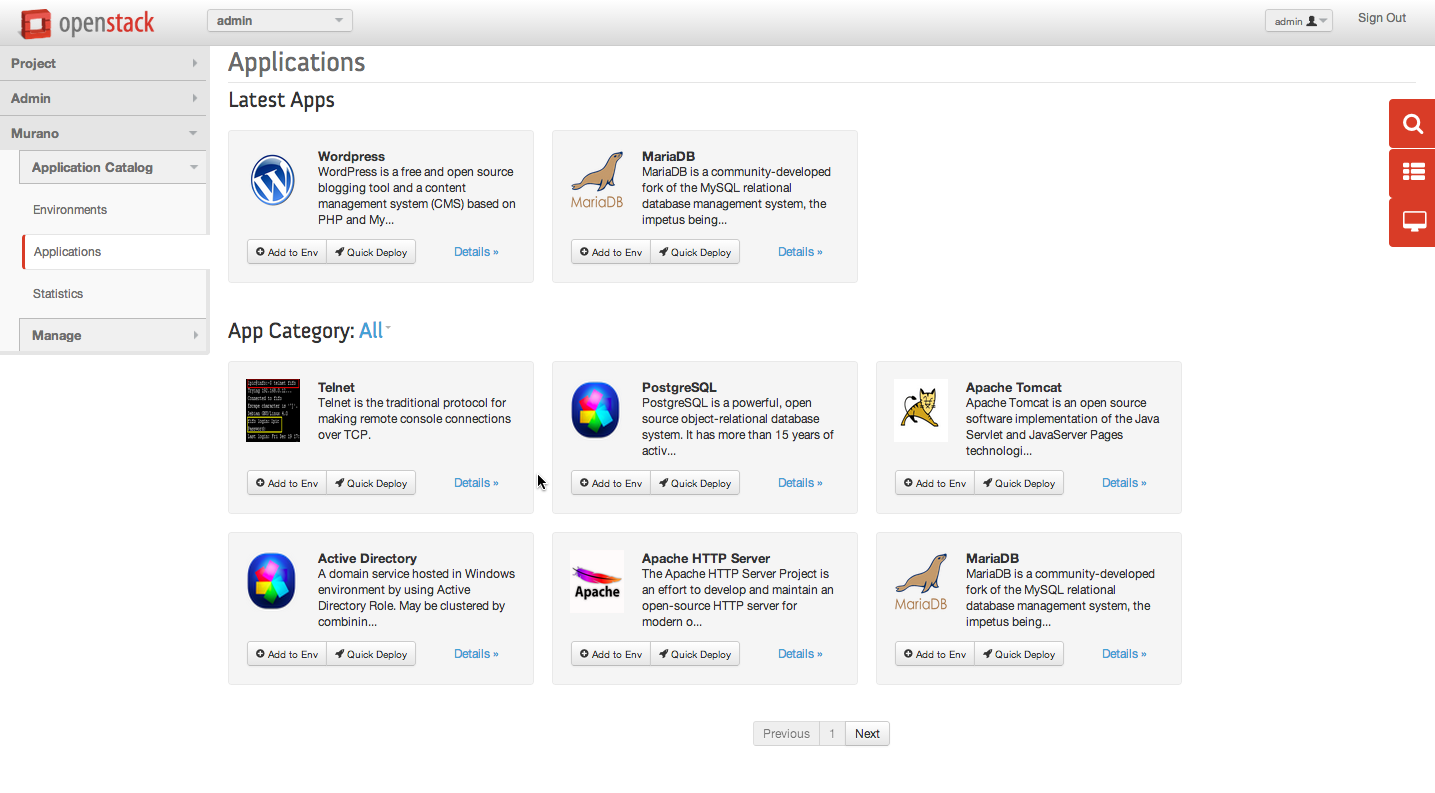 openstack
admin
admin
Sign Out
Project
Admin
Murano
Application Catalog
Environments
Applications
Statistics
Manage
Applications
Latest Apps
Wordpress
WordPress is a free and open source
blogging tool and a content
management system (CMS) based on
PHP and My...
Add to Env
Quick Deploy
Details »
MariaDB
MariaDB
MariaDB is a community-developed
fork of the MySQL relational
database management system, the
impetus being...
Add to Env
Quick Deploy
Details »
App Category: All
Telnet
Telnet is the traditional protocol for
making remote console connections
over TCP.
Add to Env
Quick Deploy
Details »
PostgreSQL
PostgreSQL is a powerful, open
source object-relational database
system. It has more than 15 years of
activ...
Add to Env
Quick Deploy
Details »
Apache Tomcat
Apache Tomcat is an open source
software implementation of the Java
Servlet and JavaServer Pages
technologi...
Add to Env
Quick Deploy
Details »
Active Directory
A domain service hosted in Windows
environment by using Active
Directory Role. May be clustered by
combinin...
Add to Env
Quick Deploy
Details »
Apache
Apache HTTP Server
The Apache HTTP Server Project is
an effort to develop and maintain an
open-source HTTP server for
modern o...
Add to Env
Quick Deploy
Details »
MariaDB
MariaDB
MariaDB is a community-developed
fork of the MySQL relational
database management system, the
impetus being...
Add to Env
Quick Deploy
Details »
Previous
1
Next